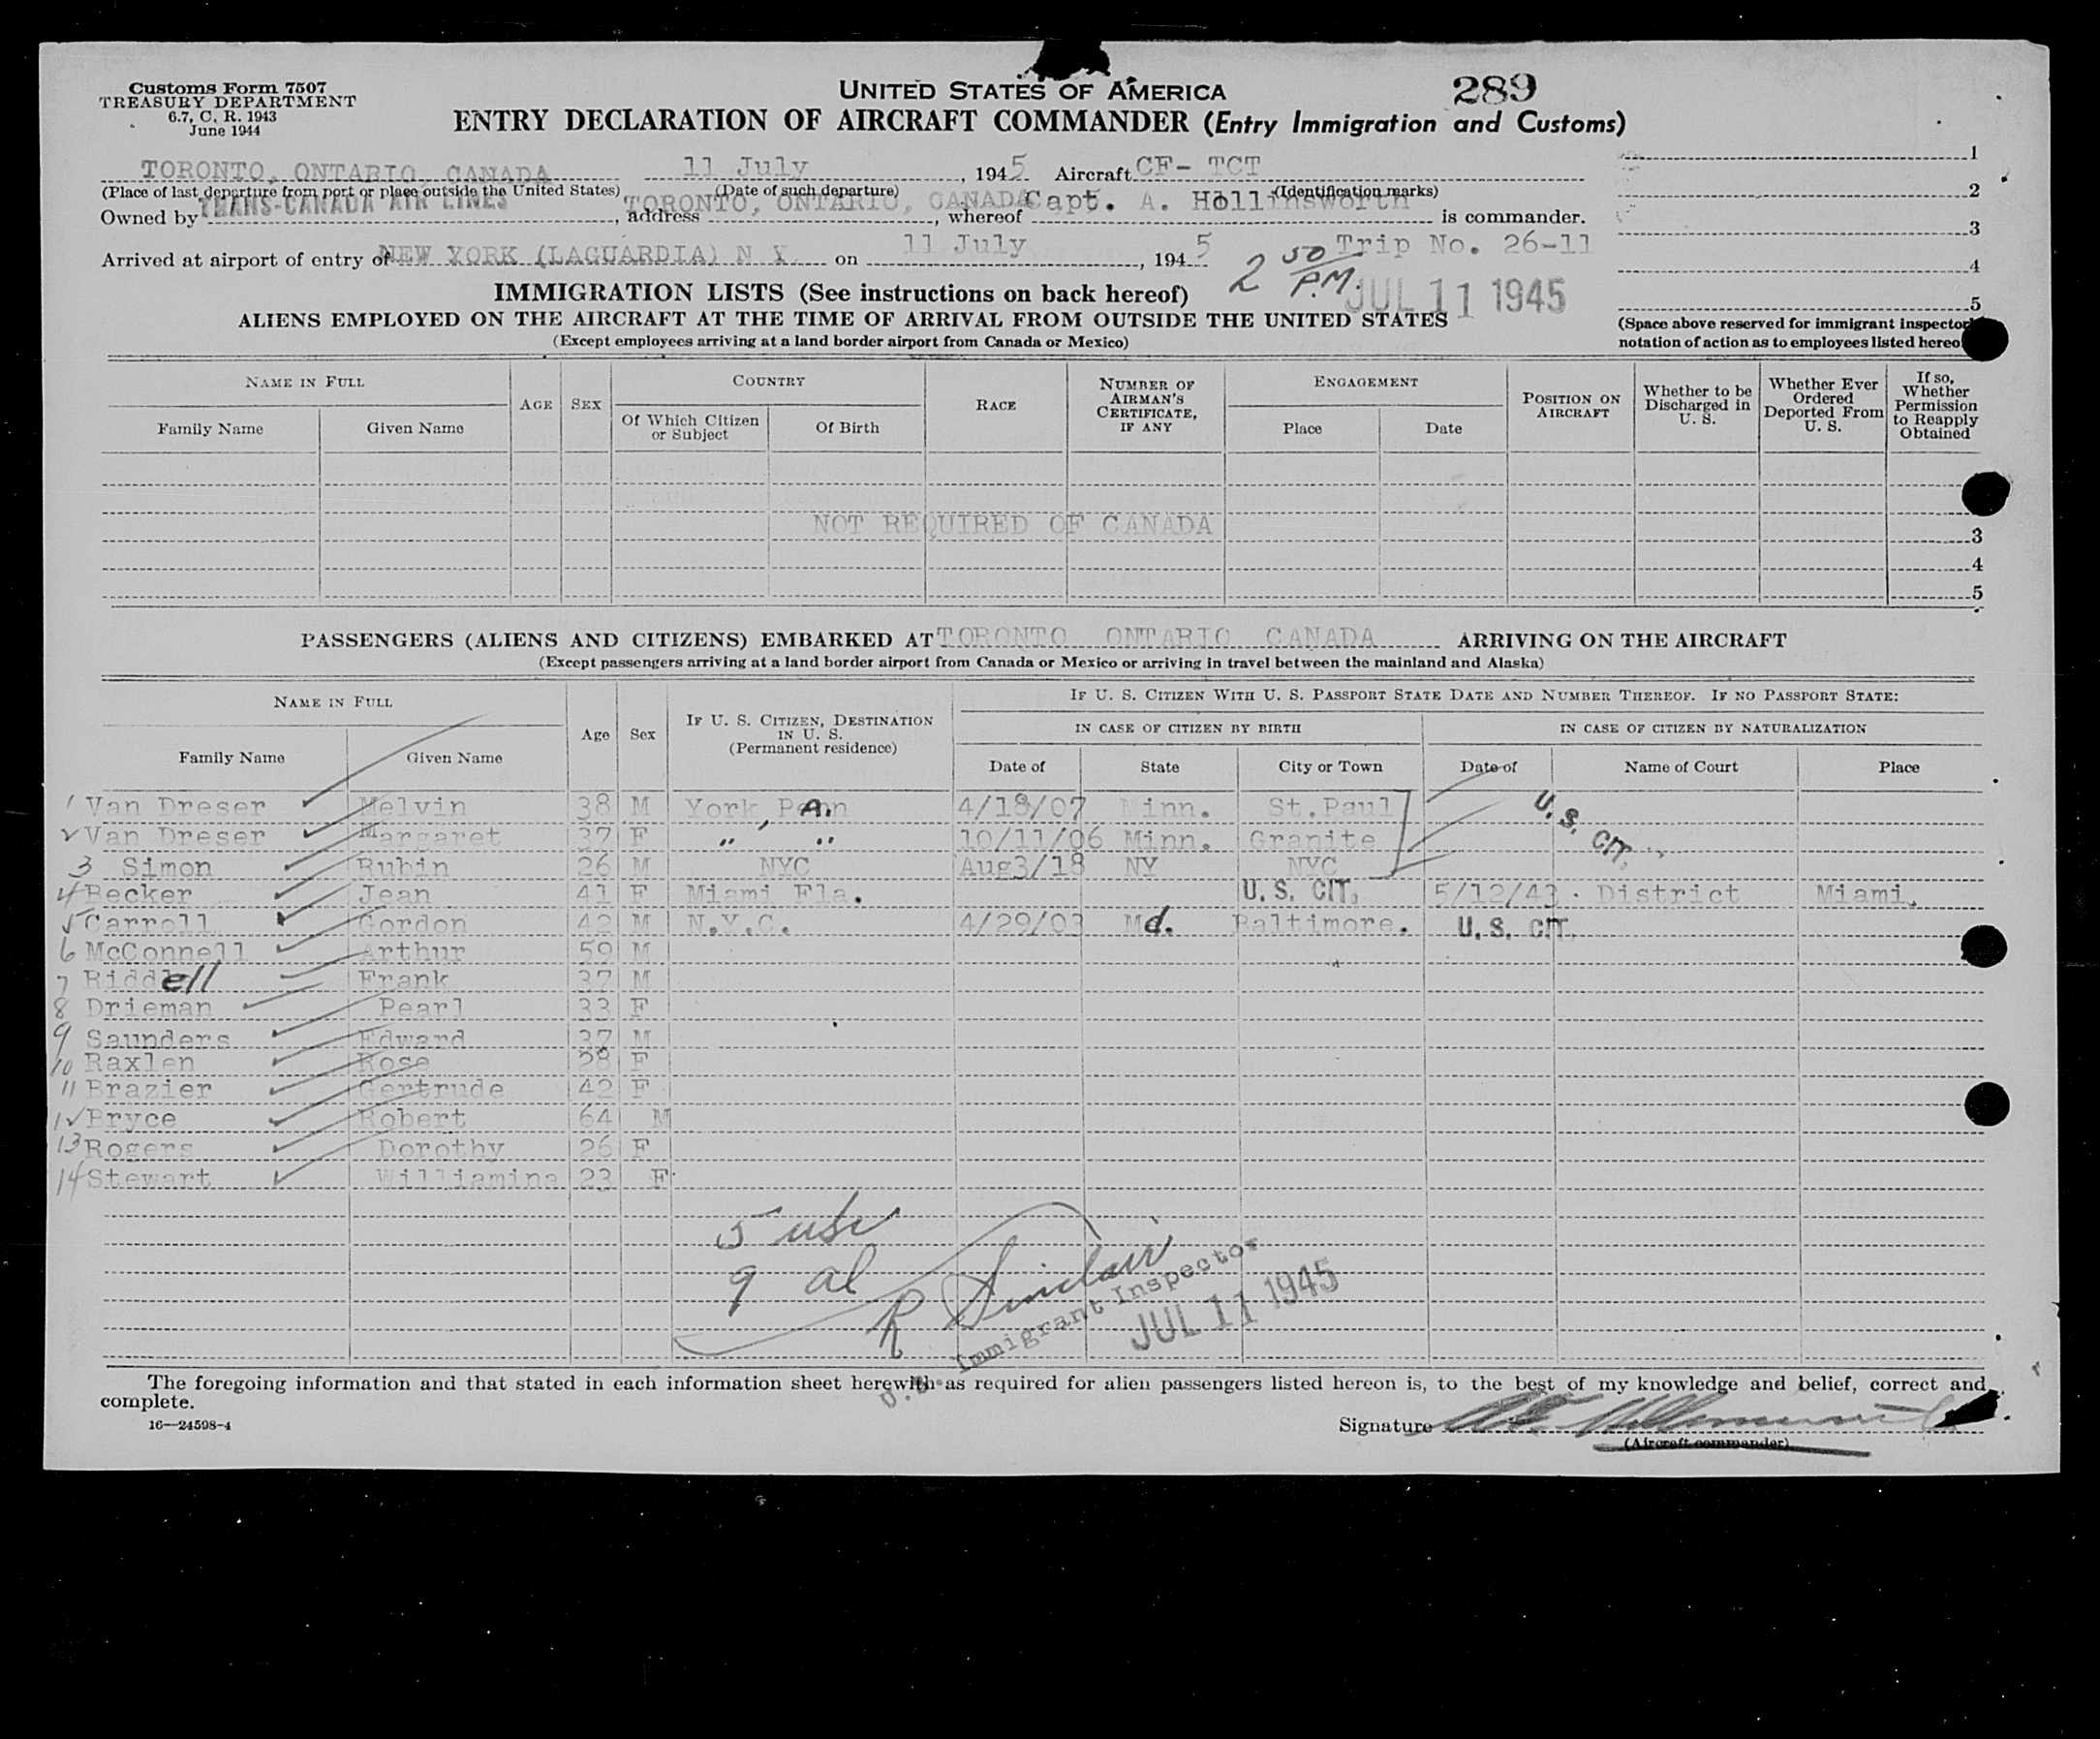 Customs Form 7507
TREASURY DEPARTMENT
6.7, C. R. 1943
June 1944
UNITED STATES OF AMERICA
289
ENTRY DECLARATION OF AIRCRAFT COMMANDER (Entry Immigration and Customs)
TORONTO, ONTARIO, CANADA 11 July, 1945 Aircraft CF- TCT
(Place of last departure from port or place outside the United States) (Date of such departure) (Identification marks)
Owned by TRANS-CANADA AIR LINES, address TORONTO, ONTARIO, CANADA, whereof Capt. A. Hollinsworth is commander.
Arrived at airport of entry of NEW YORK (LAGUARDIA) N Y. on 11 July, 1945 Trip No. 26-11
2 50 P.M.
JUL 11 1945
1
2
3
4
5
(Space above reserved for immigrant inspector
notation of action as to employees listed hereo
IMMIGRATION LISTS (See instructions on back hereof)
ALIENS EMPLOYED ON THE AIRCRAFT AT THE TIME OF ARRIVAL FROM OUTSIDE THE UNITED STATES
(Except employees arriving at a land border airport from Canada or Mexico)
NAME IN FULL
Family Name Given Name
AGE SEX
COUNTRY
Of Which Citizen or Subject Of Birth
RACE
NUMBER OF AIRMAN'S CERTIFICATE, IF ANY
ENGAGEMENT
Place Date
POSITION ON AIRCRAFT
Whether to be Discharged in U. S.
Whether Ever Ordered Deported From U. S.
If so, Whether Permission to Reapply Obtained
NOT REQUIRED OF CANADA
3
4
5
PASSENGERS (ALIENS AND CITIZENS) EMBARKED AT TORONTO ONTARIO CANADA ARRIVING ON THE AIRCRAFT
(Except passengers arriving at a land border airport from Canada or Mexico or arriving in travel between the mainland and Alaska)
NAME IN FULL
Family Name Given Name
Age Sex
IF U. S. CITIZEN, DESTINATION IN U. S. (Permanent residence)
IF U. S. CITIZEN WITH U. S. PASSPORT STATE DATE AND NUMBER THEREOF. IF NO PASSPORT STATE:
IN CASE OF CITIZEN BY BIRTH IN CASE OF CITIZEN BY NATURALIZATION
Date of State City or Town Date of Name of Court Place
1 Van Dreser Melvin 38 M York, Penn 4/18/07 Minn. St.Paul U. S. CIT.
2 Van Dreser Margaret 37 F " " 10/11/06 Minn. Granite
3 Simon Rubin 26 M NYC Aug3/18 NY NYC
4 Becker Jean 41 F Miami Fla. U. S. CIT. 5/12/43 District Miami.
5 Carroll Gordon 42 M N.Y.C. 4/29/03 Md. Baltimore. U. S. CIT.
6 McConnell Arthur 59 M
7 Riddell Frank 37 M
8 Drieman Pearl 33 F
9 Saunders Edward 37 M
10 Raxlen Rose 28 F
11 Brazier Gertrude 42 F
12 Bryce Robert 64 M
13 Rogers Dorothy 26 F
14 Stewart Williamina 23 F
5 usc
9 al
R Sinclair
U.S. Immigrant Inspector
JUL 11 1945
The foregoing information and that stated in each information sheet herewith as required for alien passengers listed hereon is, to the best of my knowledge and belief, correct and
complete.
16—24598-4
Signature
(Aircraft commander)